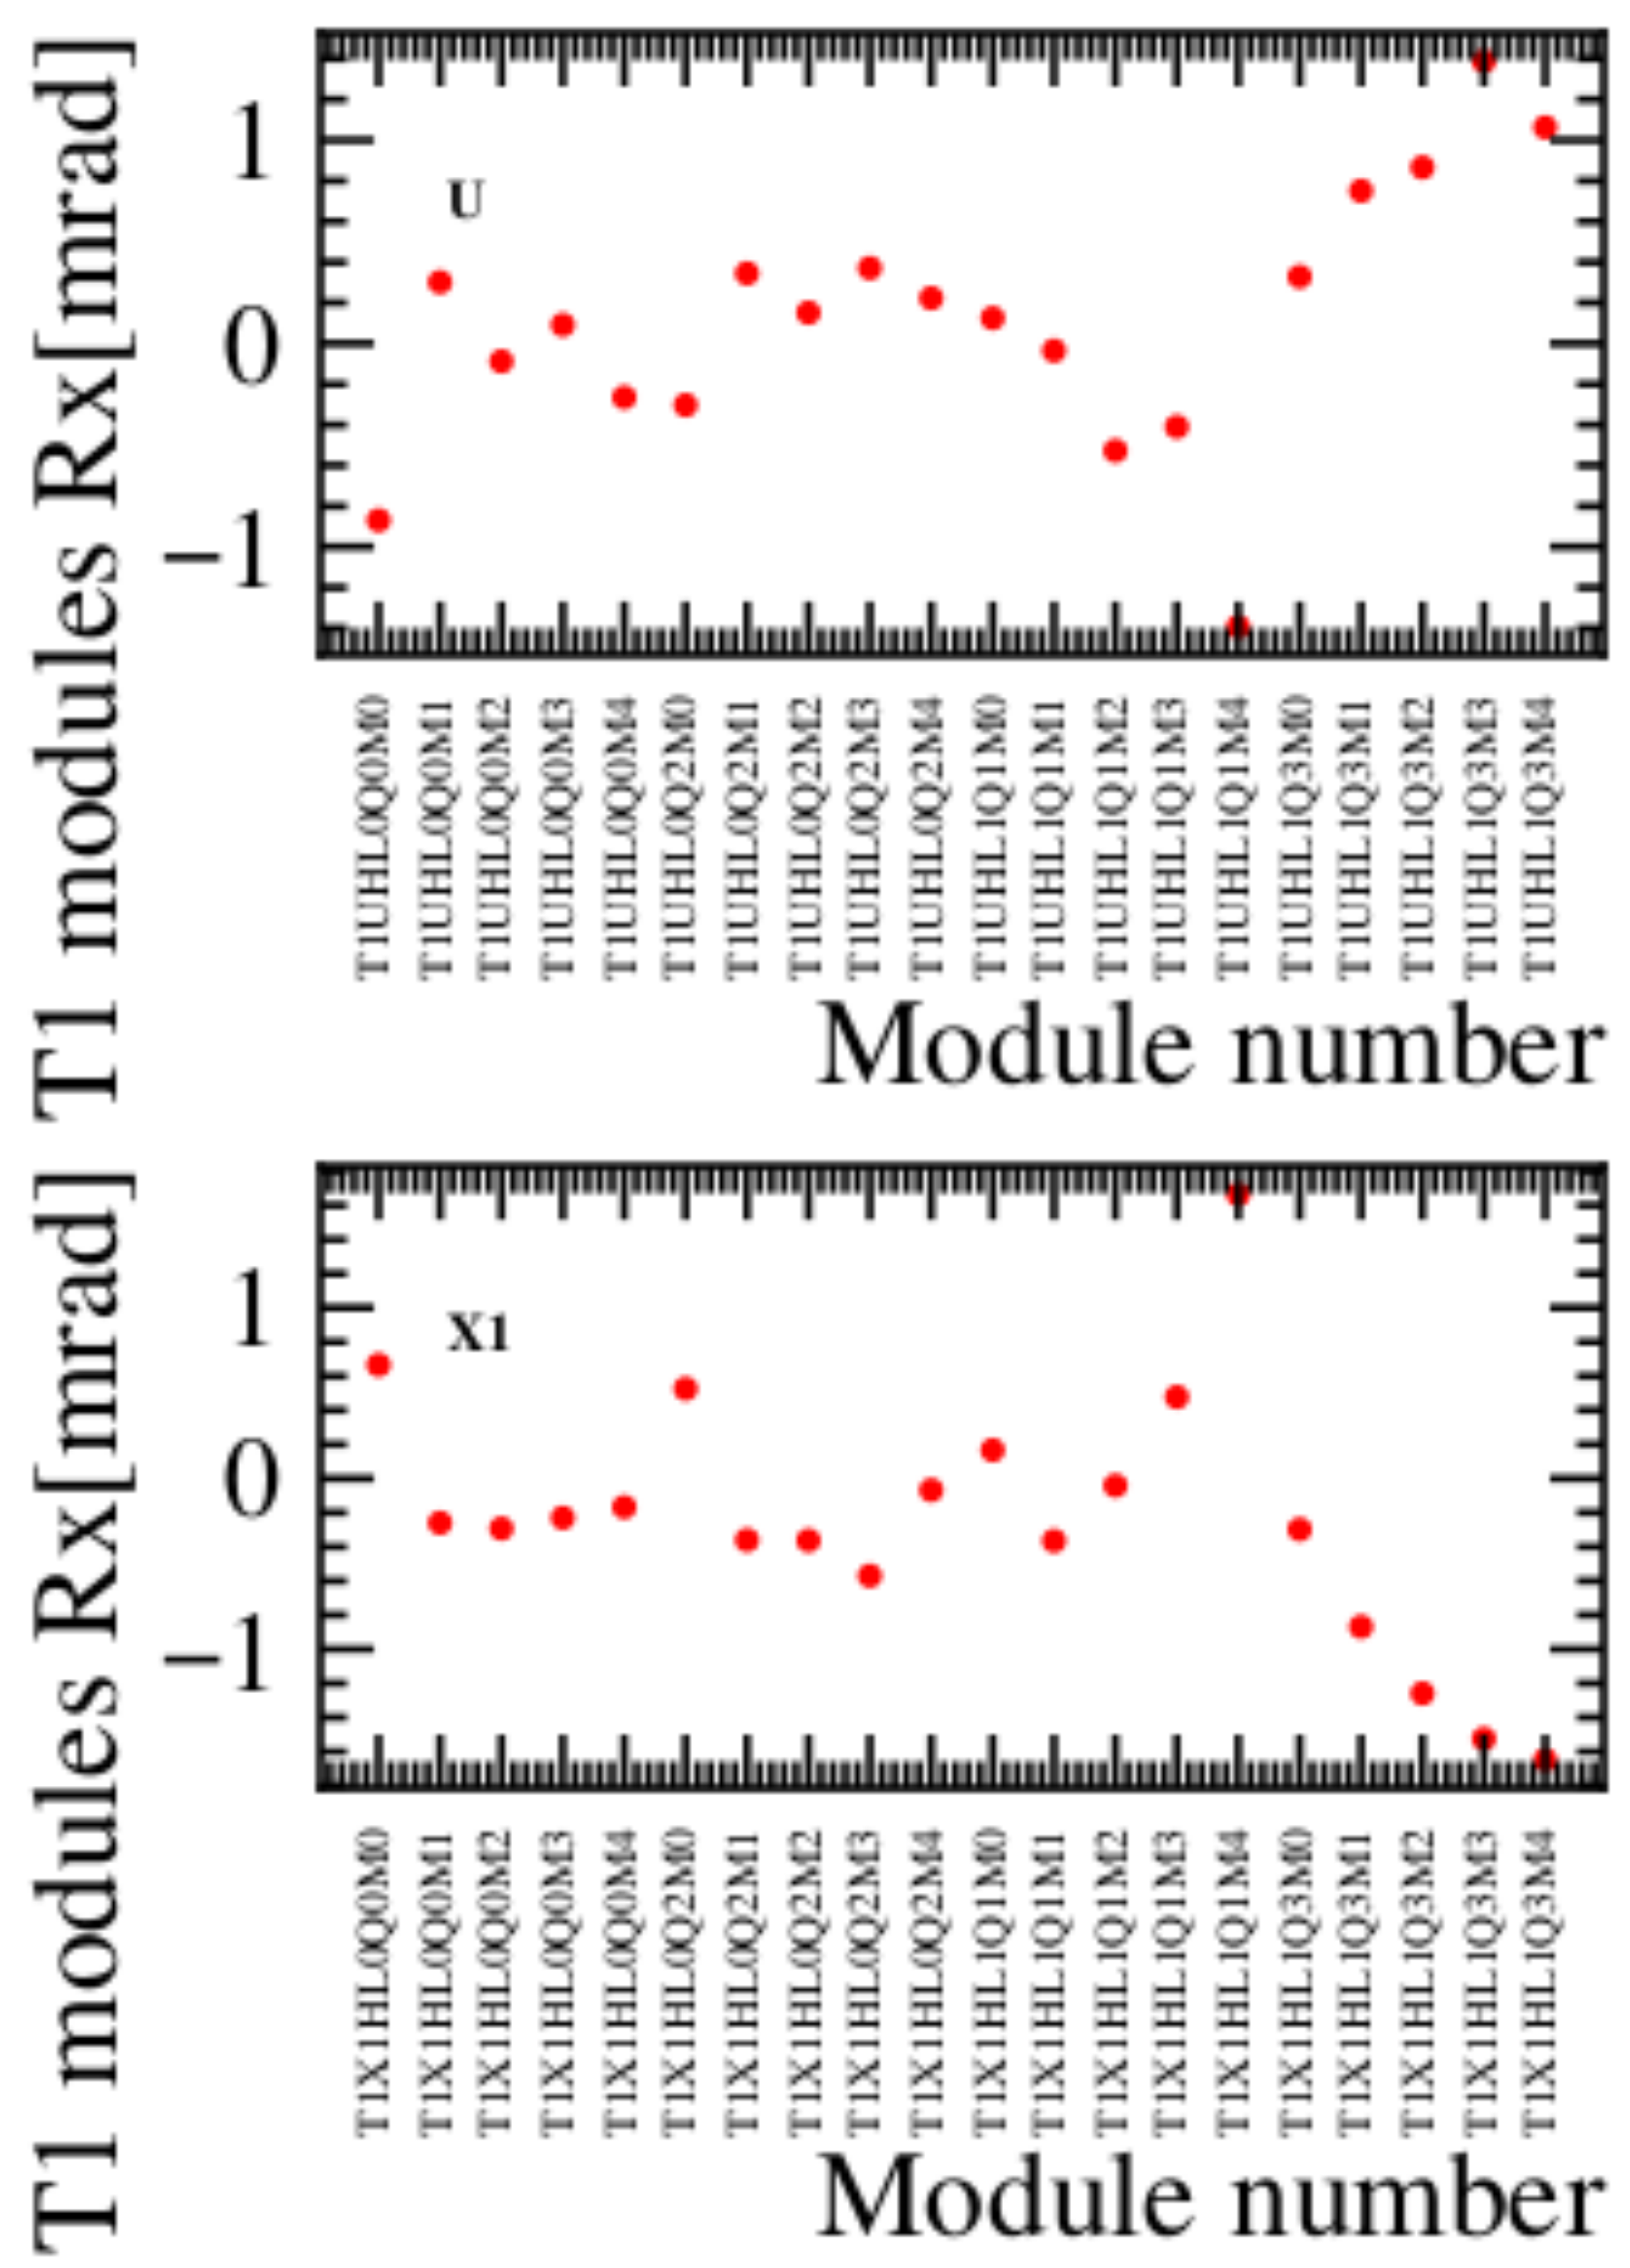 T1 modules Rx[mrad]
1
0
−1
U
T1UHL0Q0M0
T1UHL0Q0M1
T1UHL0Q0M2
T1UHL0Q0M3
T1UHL0Q0M4
T1UHL0Q2M0
T1UHL0Q2M1
T1UHL0Q2M2
T1UHL0Q2M3
T1UHL0Q2M4
T1UHL1Q1M0
T1UHL1Q1M1
T1UHL1Q1M2
T1UHL1Q1M3
T1UHL1Q1M4
T1UHL1Q3M0
T1UHL1Q3M1
T1UHL1Q3M2
T1UHL1Q3M3
T1UHL1Q3M4
Module number
T1 modules Rx[mrad]
1
0
−1
X1
T1X1HL0Q0M0
T1X1HL0Q0M1
T1X1HL0Q0M2
T1X1HL0Q0M3
T1X1HL0Q0M4
T1X1HL0Q2M0
T1X1HL0Q2M1
T1X1HL0Q2M2
T1X1HL0Q2M3
T1X1HL0Q2M4
T1X1HL1Q1M0
T1X1HL1Q1M1
T1X1HL1Q1M2
T1X1HL1Q1M3
T1X1HL1Q1M4
T1X1HL1Q3M0
T1X1HL1Q3M1
T1X1HL1Q3M2
T1X1HL1Q3M3
T1X1HL1Q3M4
Module number